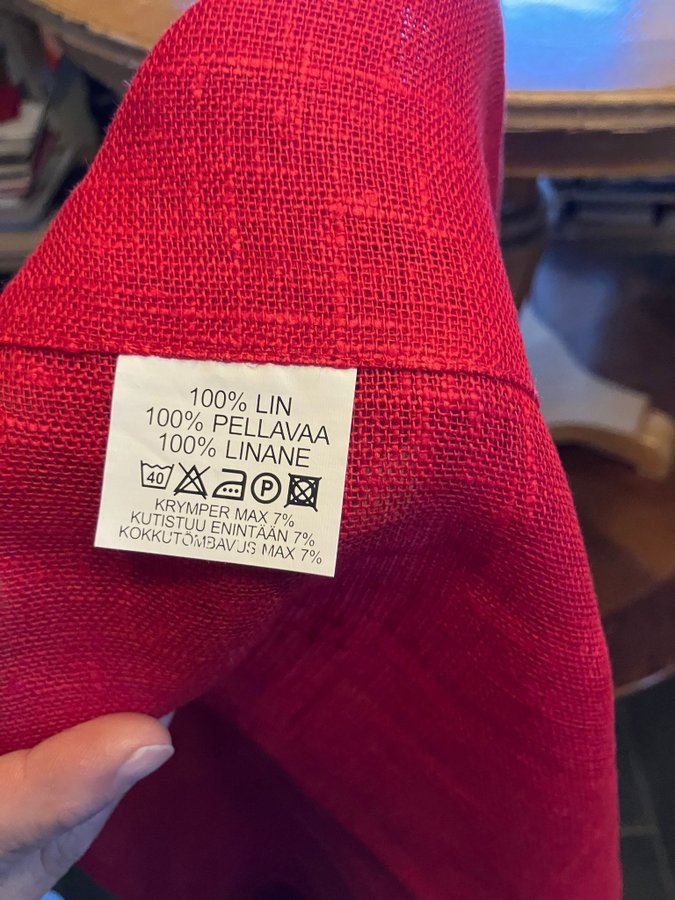 100% LIN
100% PELLAVAA
100% LINANE
40 P
KRYMPER MAX 7%
KUTISTUU ENINTÄÄN 7%
KOKKUTÕMBAVUS MAX 7%